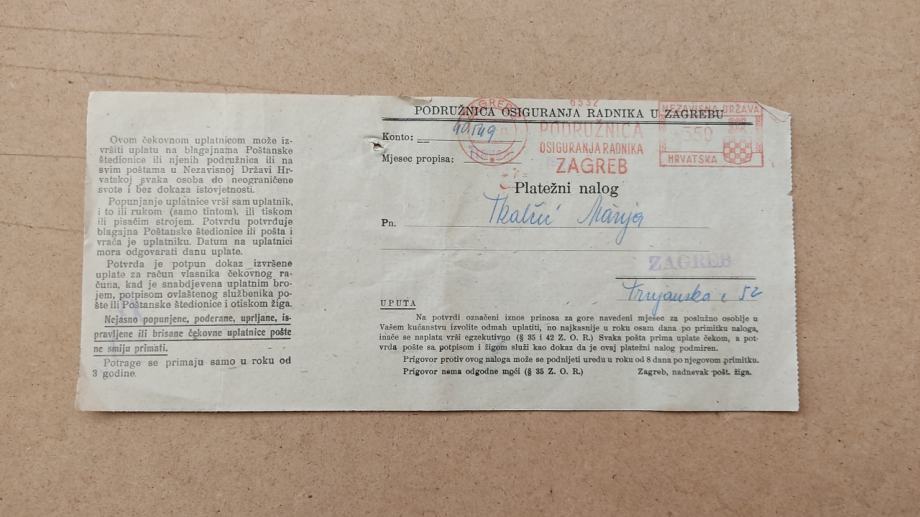 Ovom čekovnom uplatnicom može iz-
vršiti uplatu na blagajnama Poštanske
štedionice ili njenih podružnica ili na
svim poštama u Nezavisnoj Državi Hr-
vatskoj svaka osoba do neograničene
svote i bez dokaza istovjetnosti.
Popunjanje uplatnice vrši sam uplatnik,
i to ili rukom (samo tintom), ili tiskom
ili pisaćim strojem. Potvrdu potvrđuje
blagajna Poštanske štedionice ili pošta i
vraća je uplatniku. Datum na uplatnici
mora odgovarati danu uplate.
Potvrda je potpun dokaz izvršene
uplate za račun vlasnika čekovnog ra-
čuna, kad je snabdjevena uplatnim bro-
jem, potpisom ovlaštenog službenika po-
šte ili Poštanske štedionice i otiskom žiga.
Nejasno popunjene, poderane, uprljane, is-
pravljene ili brisane čekovne uplatnice pošte
ne smiju primati.
Potrage se primaju samo u roku od
3 godine.
PODRUŽNICA OSIGURANJA RADNIKA U ZAGREBU
ZAGREB
6532
PODRUŽNICA
OSIGURANJA RADNIKA
ZAGREB
NEZAVISNA DRŽAVA
HRVATSKA
Konto:
Mjesec propisa:
Platežni nalog
Pn. Tkalčić Marija
ZAGREB
Trnjanska c 52
UPUTA
Na potvrdi označeni iznos prinosa za gore navedeni mjesec za poslužno osoblje u
Vašem kućanstvu izvolite odmah uplatiti, no najkasnije u roku osam dana po primitku naloga,
inače se naplata vrši egzekutivno (§ 35 i 42 Z. O. R.) Svaka pošta prima uplate čekom, a pot-
vrda pošte sa potpisom i žigom služi kao dokaz da je ovaj platežni nalog podmiren.
Prigovor protiv ovog naloga može se podnijeti uredu u roku od 8 dana po njegovom primitku.
Prigovor nema odgodne moći (§ 35 Z. O. R.) Zagreb, nadnevak pošt. žiga.